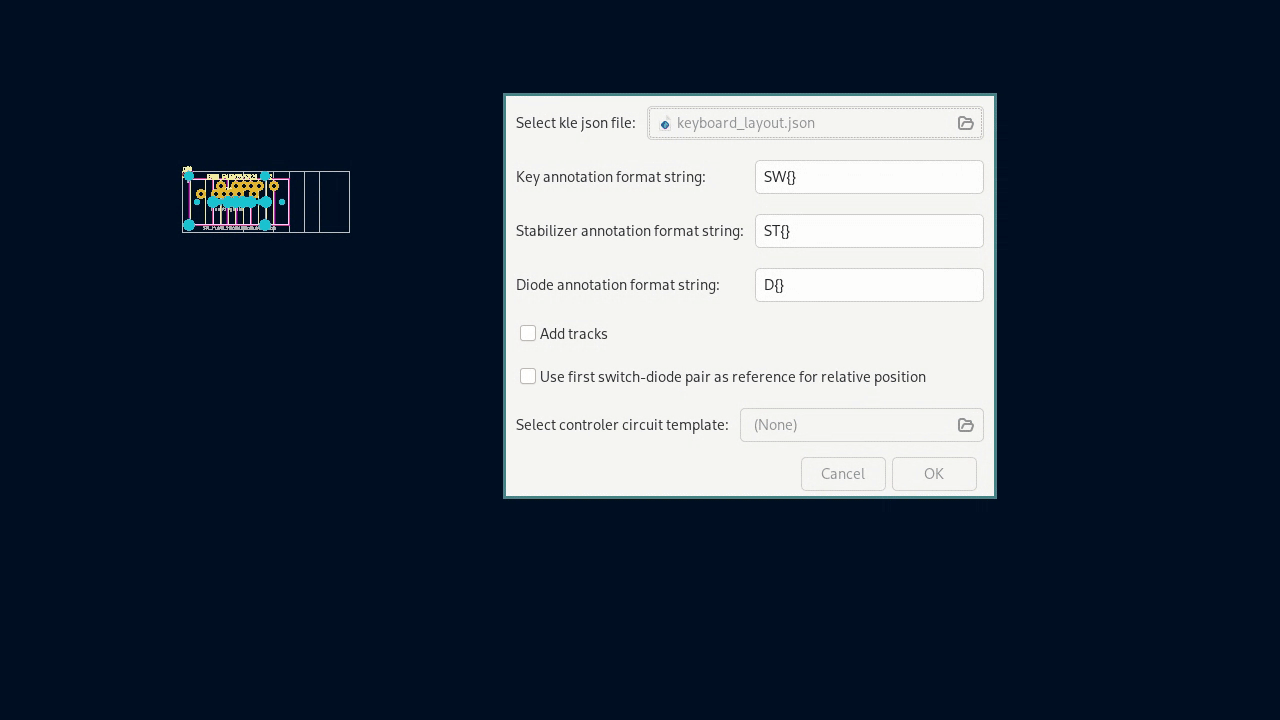 Select kle json file:
keyboard_layout.json
Key annotation format string:
SW{}
Stabilizer annotation format string:
ST{}
Diode annotation format string:
D{}
Add tracks
Use first switch-diode pair as reference for relative position
Select controler circuit template:
(None)
Cancel
OK